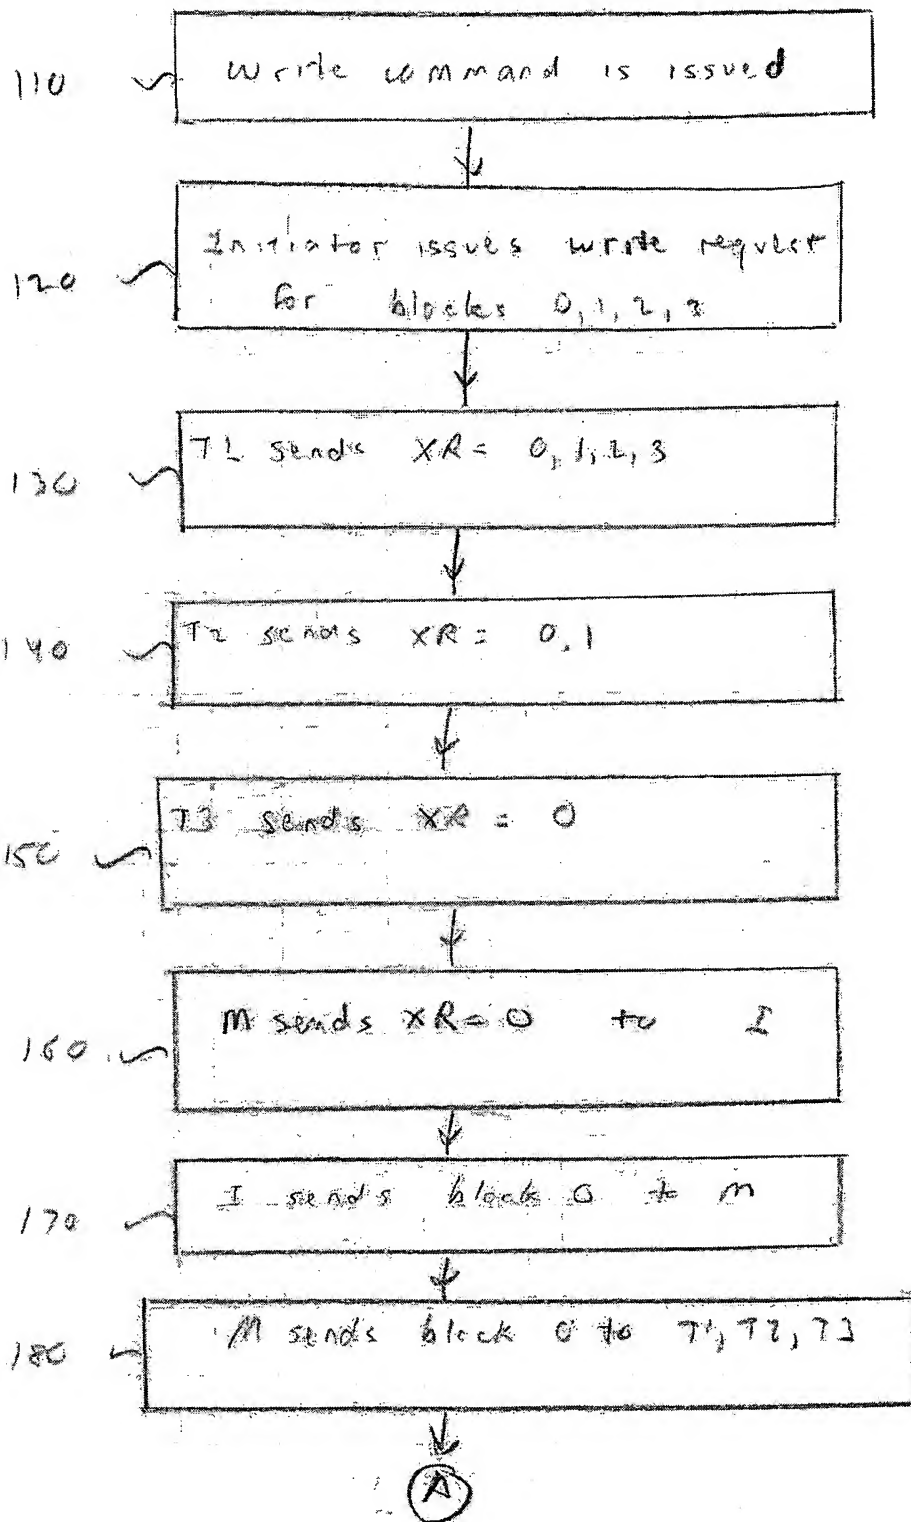 110 Write command is issued
120 Initiator issues write request
for blocks 0, 1, 2, 3
130 T1 sends XR = 0, 1, 2, 3
140 T2 sends XR = 0, 1
150 T3 sends XR = 0
160 M sends XR = 0 to I
170 I sends block 0 to M
180 M sends block 0 to T1, T2, T3
A